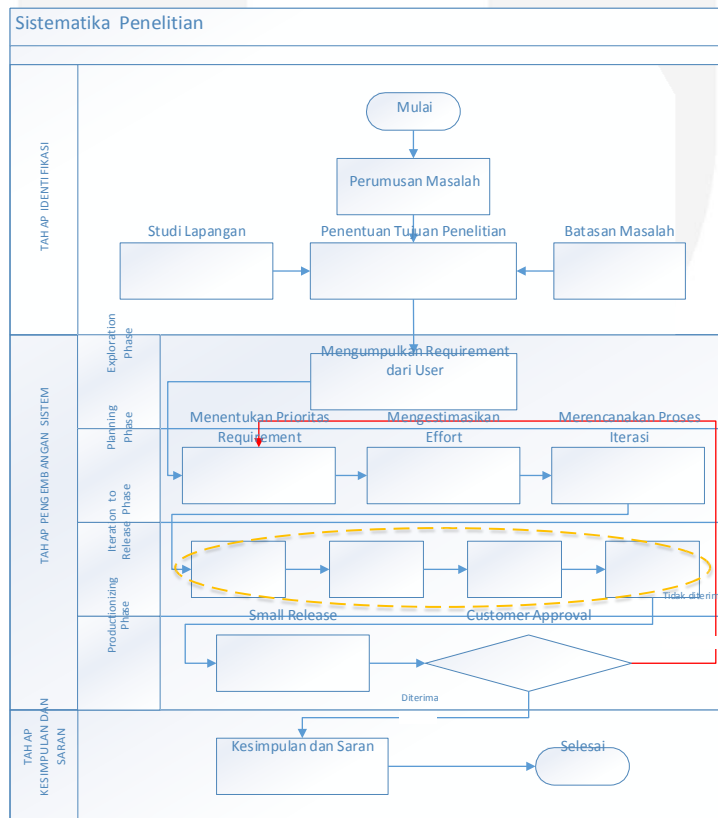 Sistematika Penelitian
TAHAP IDENTIFIKASI
Mulai
Perumusan Masalah
Studi Lapangan
Penentuan Tujuan Penelitian
Batasan Masalah
TAHAP PENGEMBANGAN SISTEM
Exploration
Phase
Mengumpulkan Requirement
dari User
Planning
Phase
Menentukan Prioritas
Requirement
Mengestimasikan
Effort
Merencanakan Proses
Iterasi
Iteration to
Release Phase
Tidak diterim
Productionizing
Phase
Small Release
Customer Approval
Diterima
TAHAP
KESIMPULAN DAN
SARAN
Kesimpulan dan Saran
Selesai